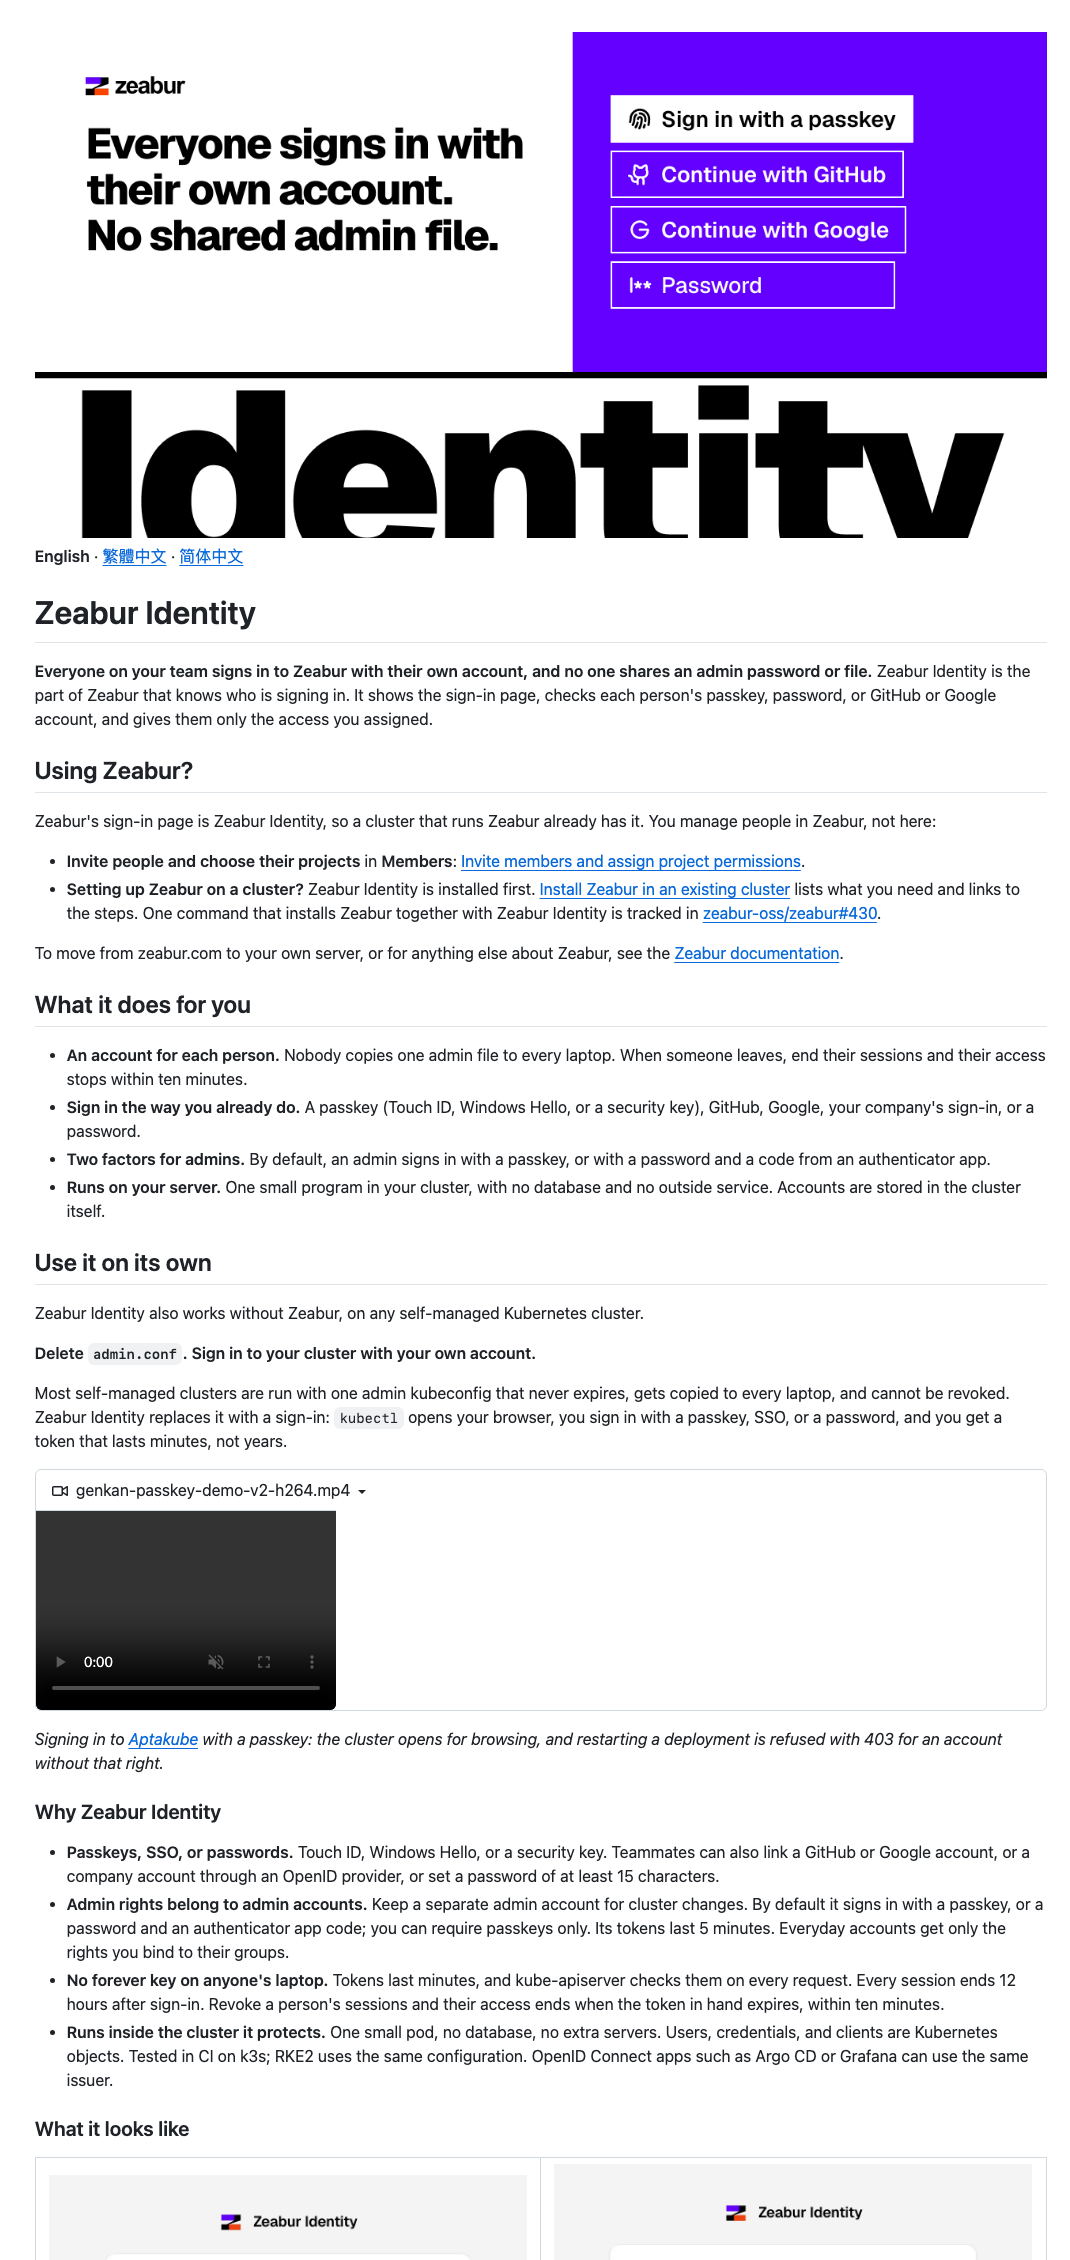 zeabur
Everyone signs in with
their own account.
No shared admin file.
Sign in with a passkey
Continue with GitHub
Continue with Google
Password
Identity
English · 繁體中文 · 简体中文
Zeabur Identity
Everyone on your team signs in to Zeabur with their own account, and no one shares an admin password or file. Zeabur Identity is the
part of Zeabur that knows who is signing in. It shows the sign-in page, checks each person's passkey, password, or GitHub or Google
account, and gives them only the access you assigned.
Using Zeabur?
Zeabur's sign-in page is Zeabur Identity, so a cluster that runs Zeabur already has it. You manage people in Zeabur, not here:
• Invite people and choose their projects in Members: Invite members and assign project permissions.
• Setting up Zeabur on a cluster? Zeabur Identity is installed first. Install Zeabur in an existing cluster lists what you need and links to
the steps. One command that installs Zeabur together with Zeabur Identity is tracked in zeabur-oss/zeabur#430.
To move from zeabur.com to your own server, or for anything else about Zeabur, see the Zeabur documentation.
What it does for you
• An account for each person. Nobody copies one admin file to every laptop. When someone leaves, end their sessions and their access
stops within ten minutes.
• Sign in the way you already do. A passkey (Touch ID, Windows Hello, or a security key), GitHub, Google, your company's sign-in, or a
password.
• Two factors for admins. By default, an admin signs in with a passkey, or with a password and a code from an authenticator app.
• Runs on your server. One small program in your cluster, with no database and no outside service. Accounts are stored in the cluster
itself.
Use it on its own
Zeabur Identity also works without Zeabur, on any self-managed Kubernetes cluster.
Delete admin.conf. Sign in to your cluster with your own account.
Most self-managed clusters are run with one admin kubeconfig that never expires, gets copied to every laptop, and cannot be revoked.
Zeabur Identity replaces it with a sign-in: kubectl opens your browser, you sign in with a passkey, SSO, or a password, and you get a
token that lasts minutes, not years.
genkan-passkey-demo-v2-h264.mp4
0:00
Signing in to Aptakube with a passkey: the cluster opens for browsing, and restarting a deployment is refused with 403 for an account
without that right.
Why Zeabur Identity
• Passkeys, SSO, or passwords. Touch ID, Windows Hello, or a security key. Teammates can also link a GitHub or Google account, or a
company account through an OpenID provider, or set a password of at least 15 characters.
• Admin rights belong to admin accounts. Keep a separate admin account for cluster changes. By default it signs in with a passkey, or a
password and an authenticator app code; you can require passkeys only. Its tokens last 5 minutes. Everyday accounts get only the
rights you bind to their groups.
• No forever key on anyone's laptop. Tokens last minutes, and kube-apiserver checks them on every request. Every session ends 12
hours after sign-in. Revoke a person's sessions and their access ends when the token in hand expires, within ten minutes.
• Runs inside the cluster it protects. One small pod, no database, no extra servers. Users, credentials, and clients are Kubernetes
objects. Tested in CI on k3s; RKE2 uses the same configuration. OpenID Connect apps such as Argo CD or Grafana can use the same
issuer.
What it looks like
Zeabur Identity
Zeabur Identity